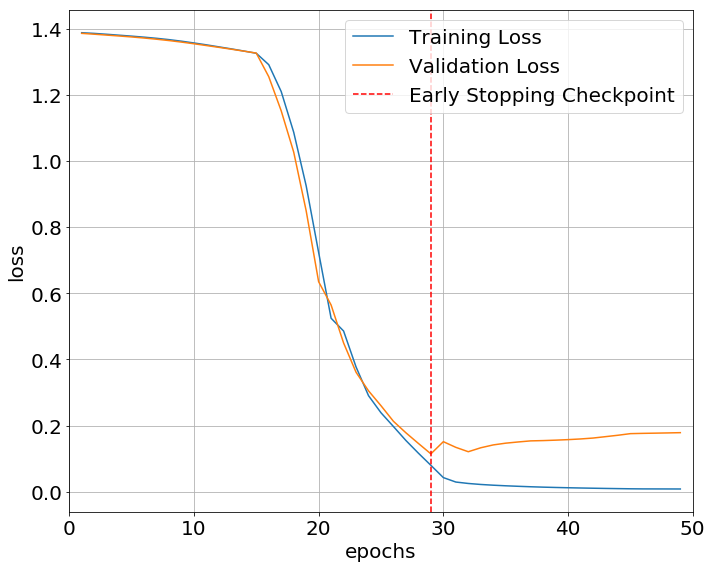 Training Loss
Validation Loss
Early Stopping Checkpoint
1.4
1.2
1.0
0.8
0.6
0.4
0.2
0.0
loss
0 10 20 30 40 50
epochs